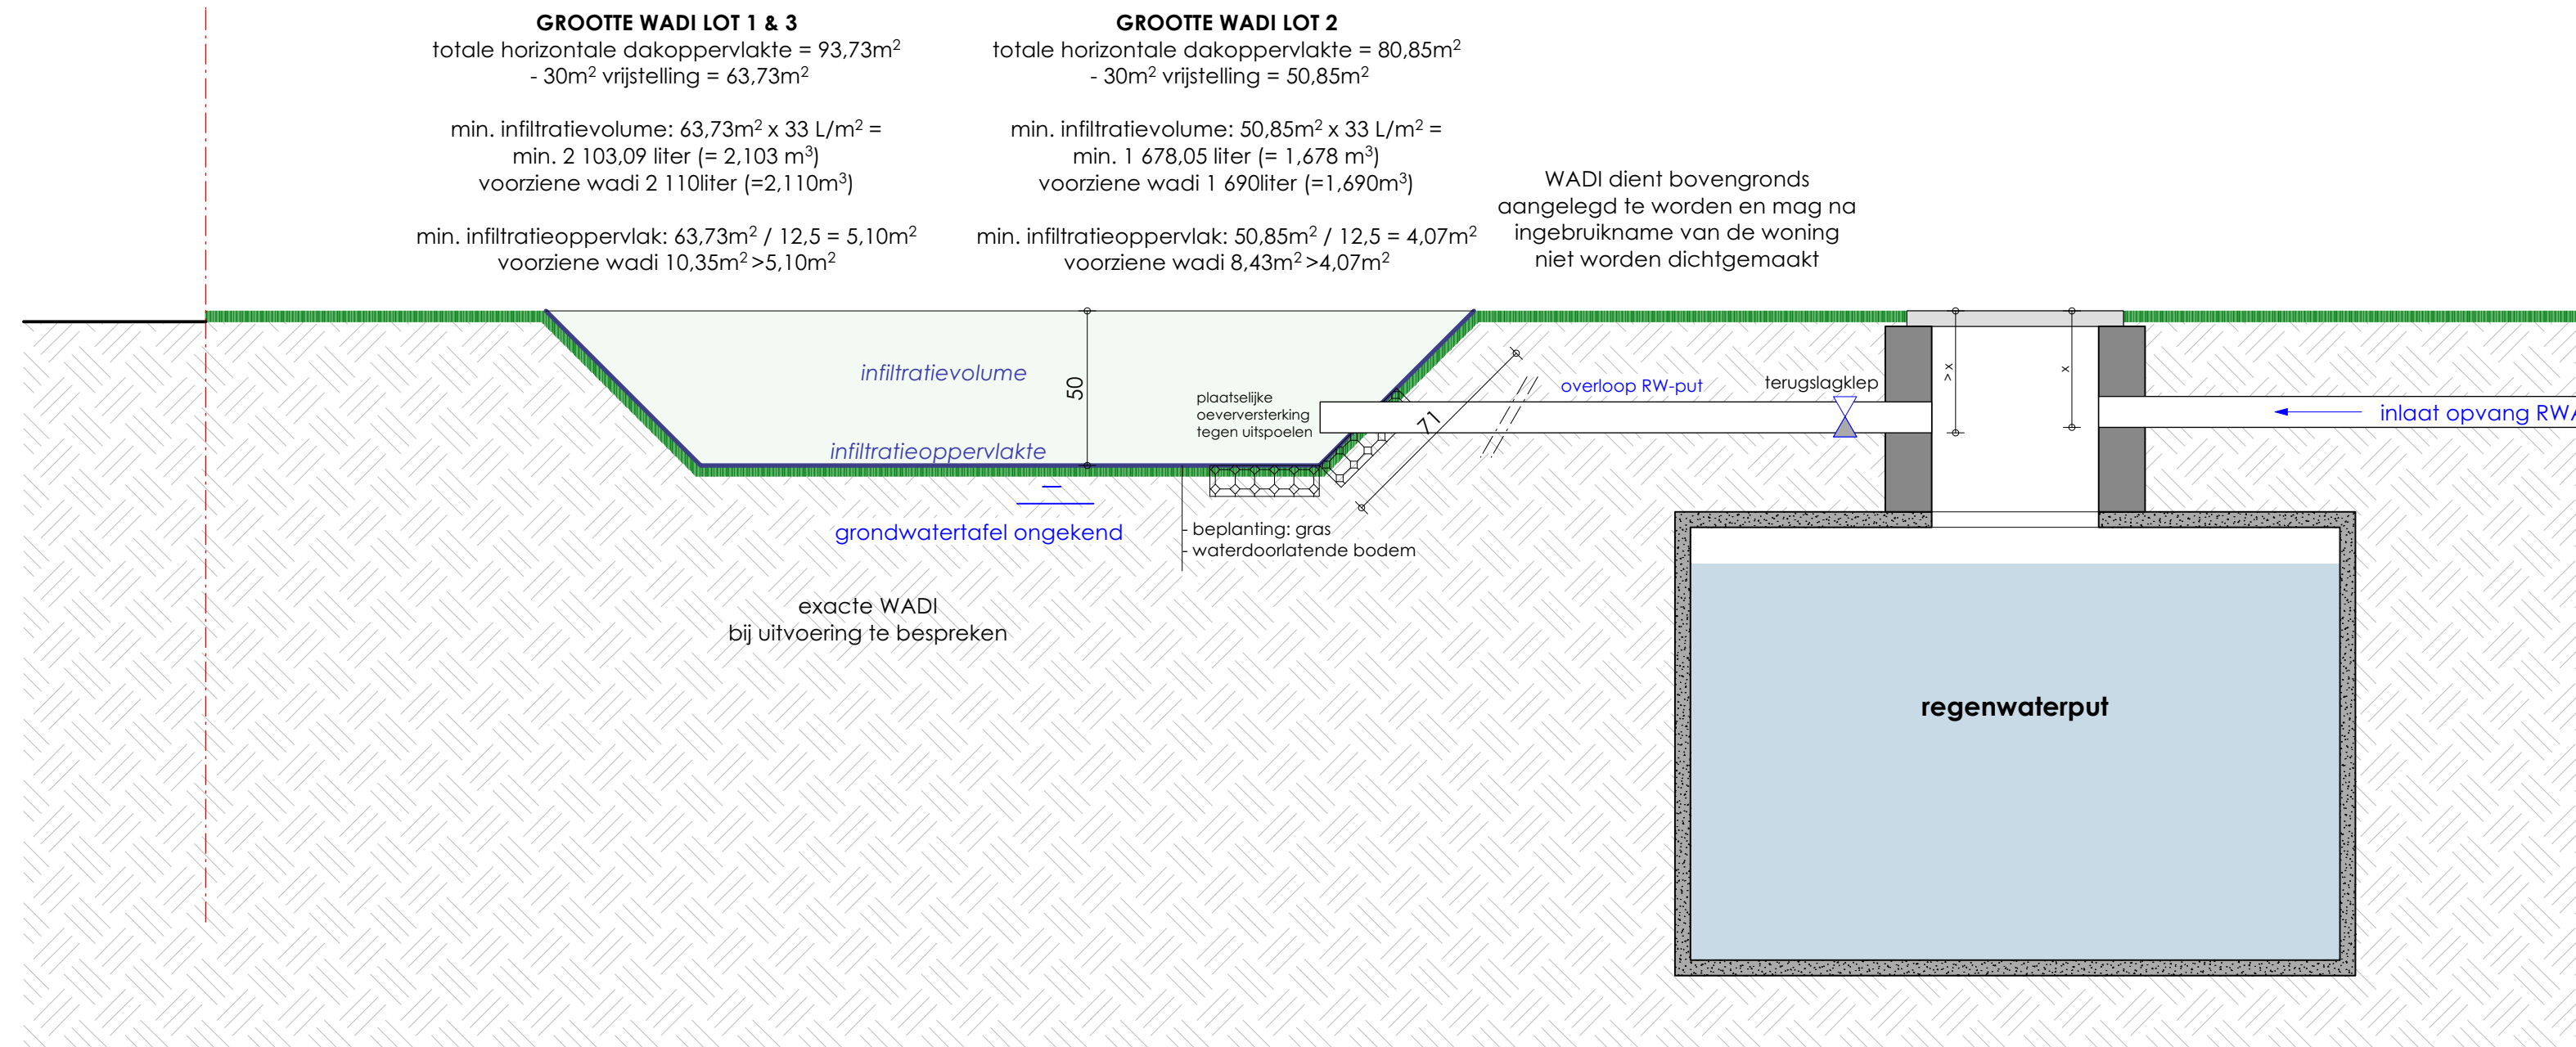 GROOTTE WADI LOT 1 & 3
totale horizontale dakoppervlakte = 93,73m²
- 30m² vrijstelling = 63,73m²
min. infiltratievolume: 63,73m² x 33 L/m² =
min. 2 103,09 liter (= 2,103 m³)
voorziene wadi 2 110liter (=2,110m³)
min. infiltratieoppervlak: 63,73m² / 12,5 = 5,10m²
voorziene wadi 10,35m² >5,10m²
GROOTTE WADI LOT 2
totale horizontale dakoppervlakte = 80,85m²
- 30m² vrijstelling = 50,85m²
min. infiltratievolume: 50,85m² x 33 L/m² =
min. 1 678,05 liter (= 1,678 m³)
voorziene wadi 1 690liter (=1,690m³)
min. infiltratieoppervlak: 50,85m² / 12,5 = 4,07m²
voorziene wadi 8,43m² >4,07m²
WADI dient bovengronds
aangelegd te worden en mag na
ingebruikname van de woning
niet worden dichtgemaakt
infiltratievolume
50
infiltratieoppervlakte
plaatselijke
oeverversterking
tegen uitspoelen
71
overloop RW-put
terugslagklep
> x
x
inlaat opvang RWA
grondwatertafel ongekend
- beplanting: gras
- waterdoorlatende bodem
exacte WADI
bij uitvoering te bespreken
regenwaterput